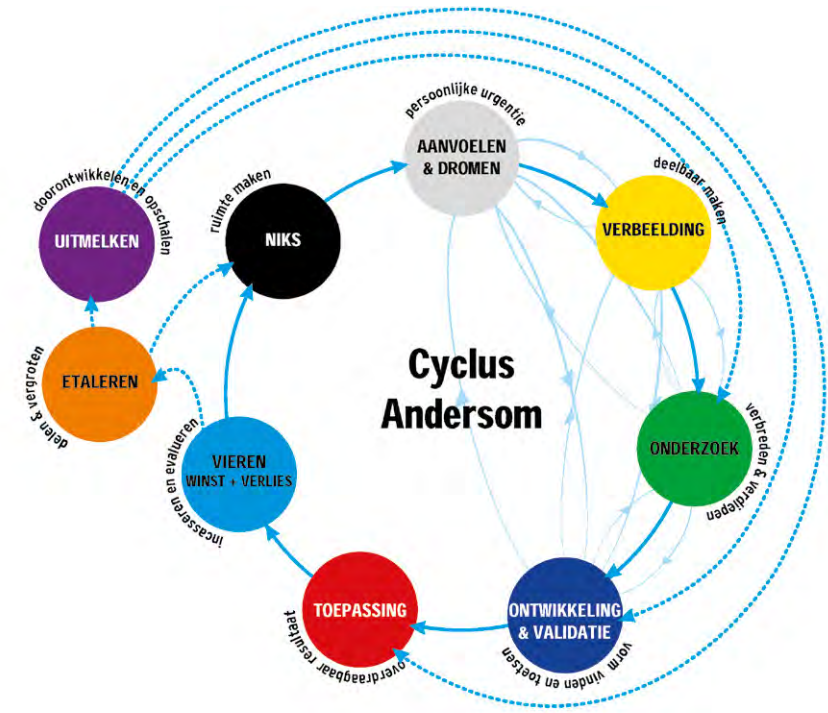 persoonlijke urgentie
AANVOELEN
& DROMEN
deelbaar maken
VERBEELDING
verbreden & verdiepen
ONDERZOEK
ONTWIKKELING
& VALIDATIE
vorm vinden en toetsen
TOEPASSING
overdraagbaar resultaat
VIEREN
WINST + VERLIES
incasseren en evalueren
ETALEREN
delen & vergroten
doorontwikkelen en opschalen
UITMELKEN
ruimte maken
NIKS
Cyclus
Andersom